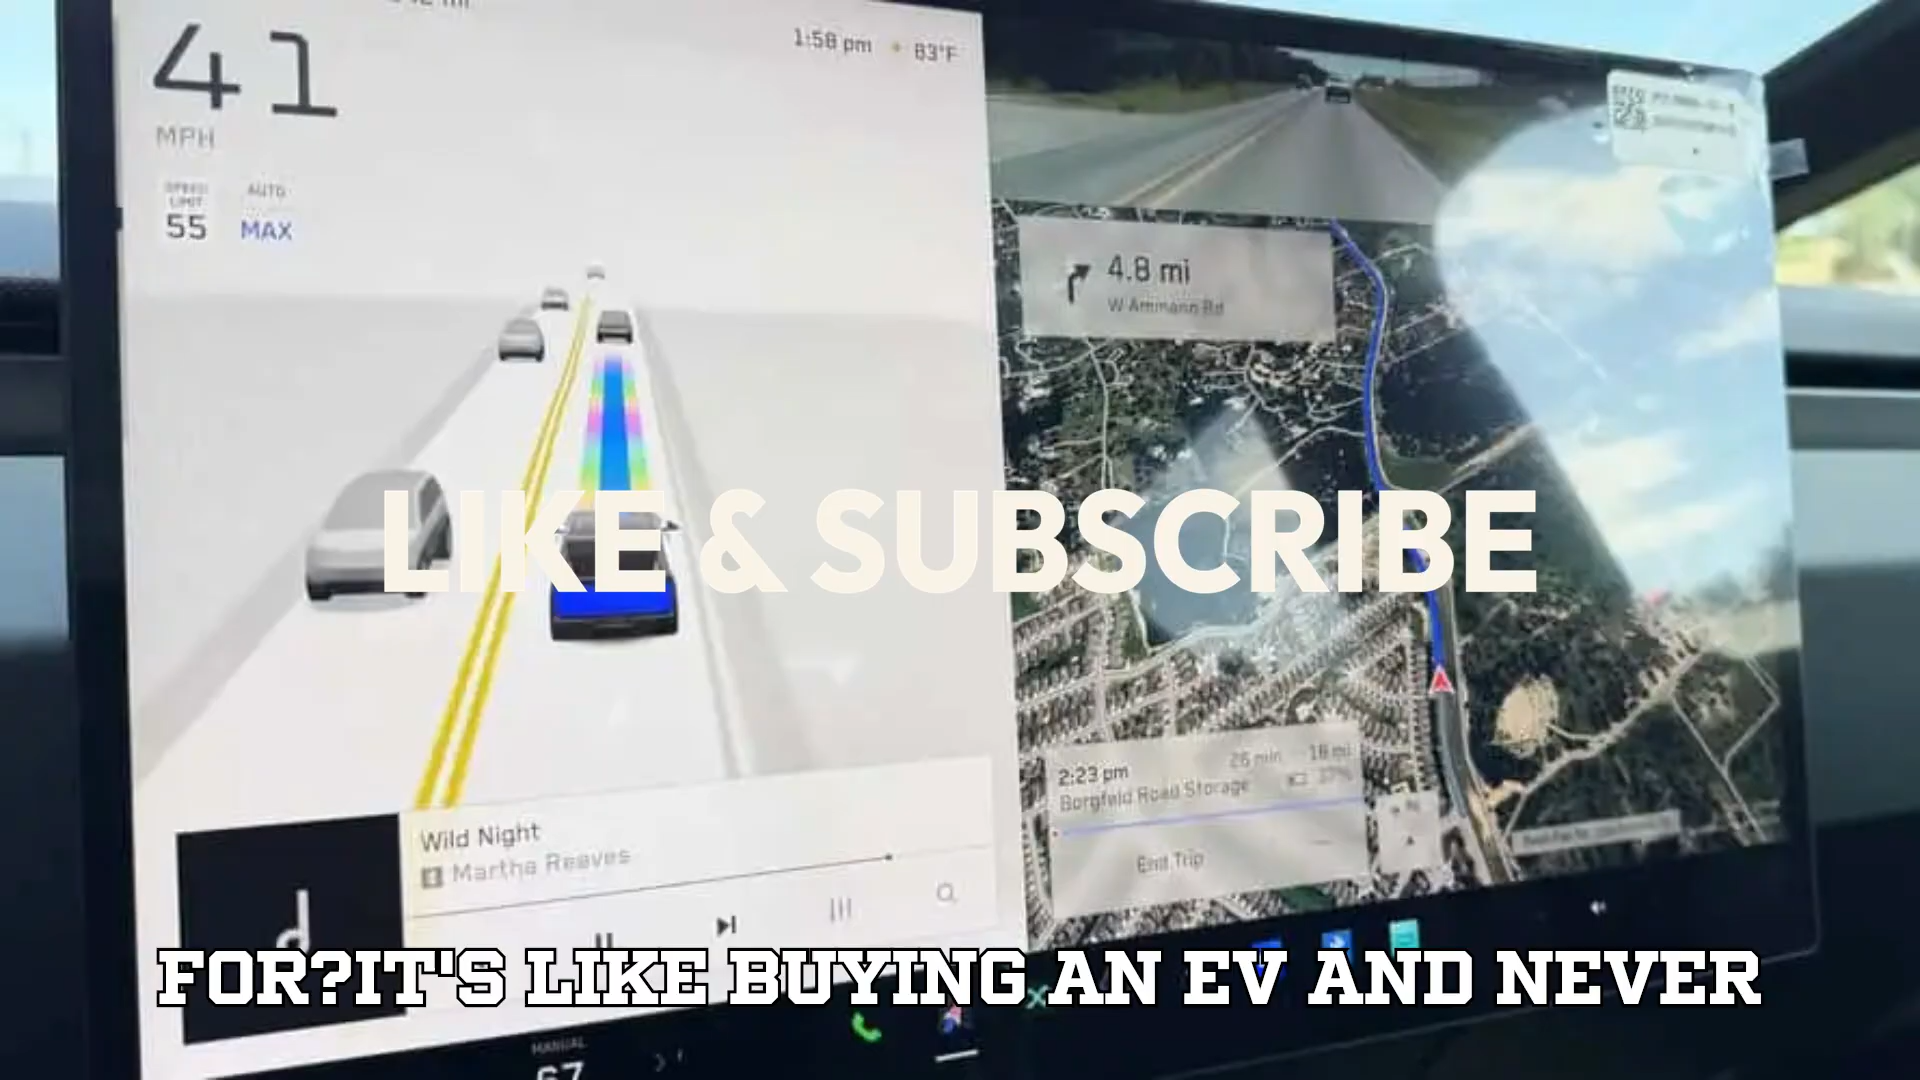 41
1:58 pm 83°F
MPH
SPEED
LIMIT
55
AUTO
MAX
4.8 mi
W Ammann Rd
LIKE & SUBSCRIBE
2:23 pm 26 min 18 mi
Borgfeld Road Storage 37%
End Trip
Wild Night
E Martha Reeves
FOR?IT'S LIKE BUYING AN EV AND NEVER
MANUAL
67